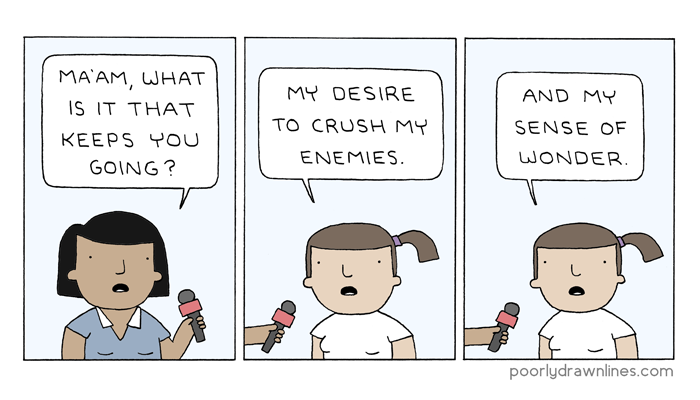 MA'AM, WHAT
IS IT THAT
KEEPS YOU
GOING?
MY DESIRE
TO CRUSH MY
ENEMIES.
AND MY
SENSE OF
WONDER.
poorlydrawnlines.com